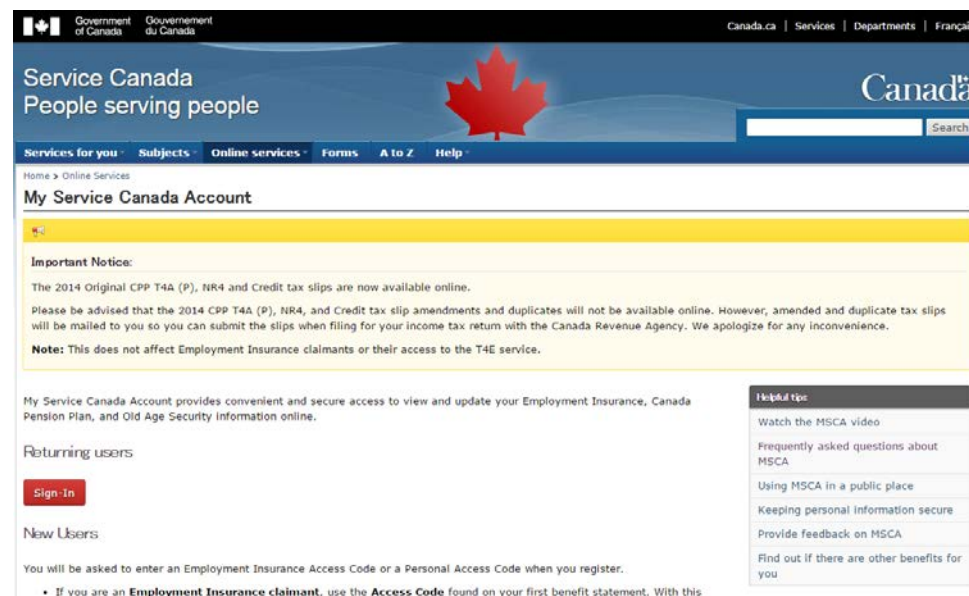 Government of Canada
Gouvernement du Canada
Canada.ca | Services | Departments | Françai
Service Canada
People serving people
Canada
Search
Services for you Subjects Online services Forms A to Z Help
Home > Online Services
My Service Canada Account
Important Notice:
The 2014 Original CPP T4A (P), NR4 and Credit tax slips are now available online.
Please be advised that the 2014 CPP T4A (P), NR4, and Credit tax slip amendments and duplicates will not be available online. However, amended and duplicate tax slips
will be mailed to you so you can submit the slips when filing for your income tax return with the Canada Revenue Agency. We apologize for any inconvenience.
Note: This does not affect Employment Insurance claimants or their access to the T4E service.
My Service Canada Account provides convenient and secure access to view and update your Employment Insurance, Canada
Pension Plan, and Old Age Security information online.
Returning users
Sign-In
New Users
You will be asked to enter an Employment Insurance Access Code or a Personal Access Code when you register.
• If you are an Employment Insurance claimant, use the Access Code found on your first benefit statement. With this
Helpful tips
Watch the MSCA video
Frequently asked questions about
MSCA
Using MSCA in a public place
Keeping personal information secure
Provide feedback on MSCA
Find out if there are other benefits for
you